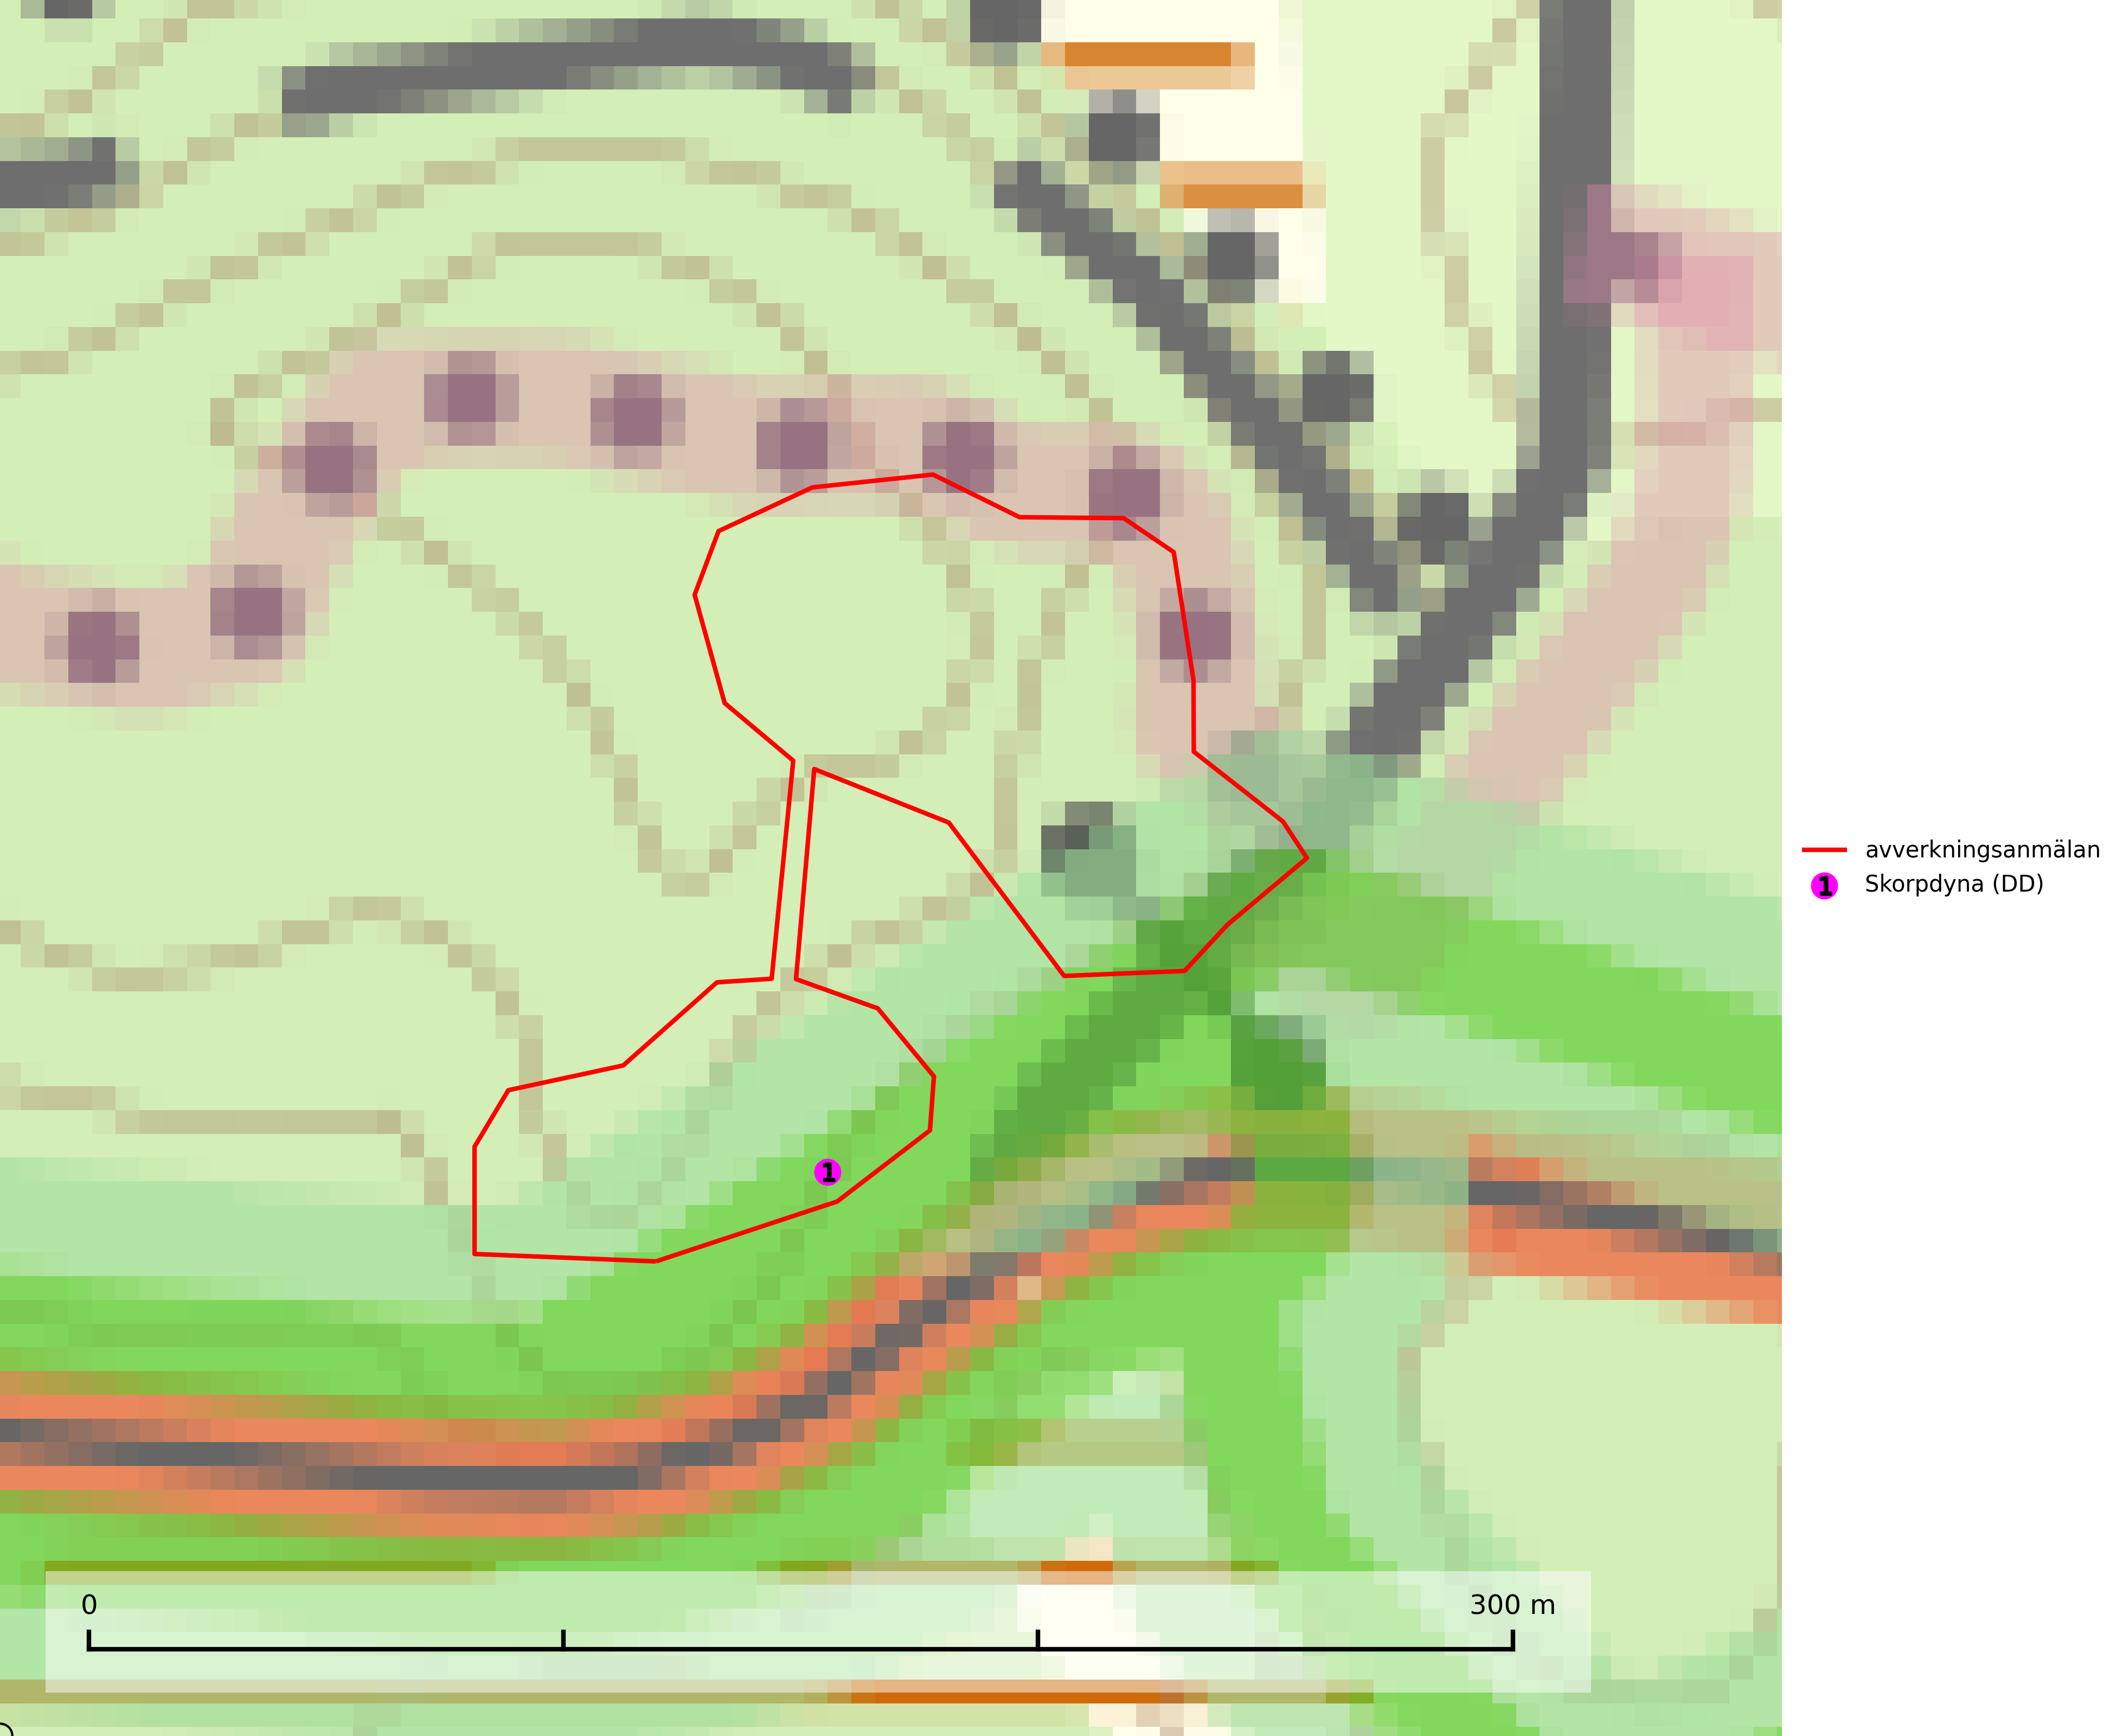 avverkningsanmälan
1 Skorpdyna (DD)
1
0 300 m